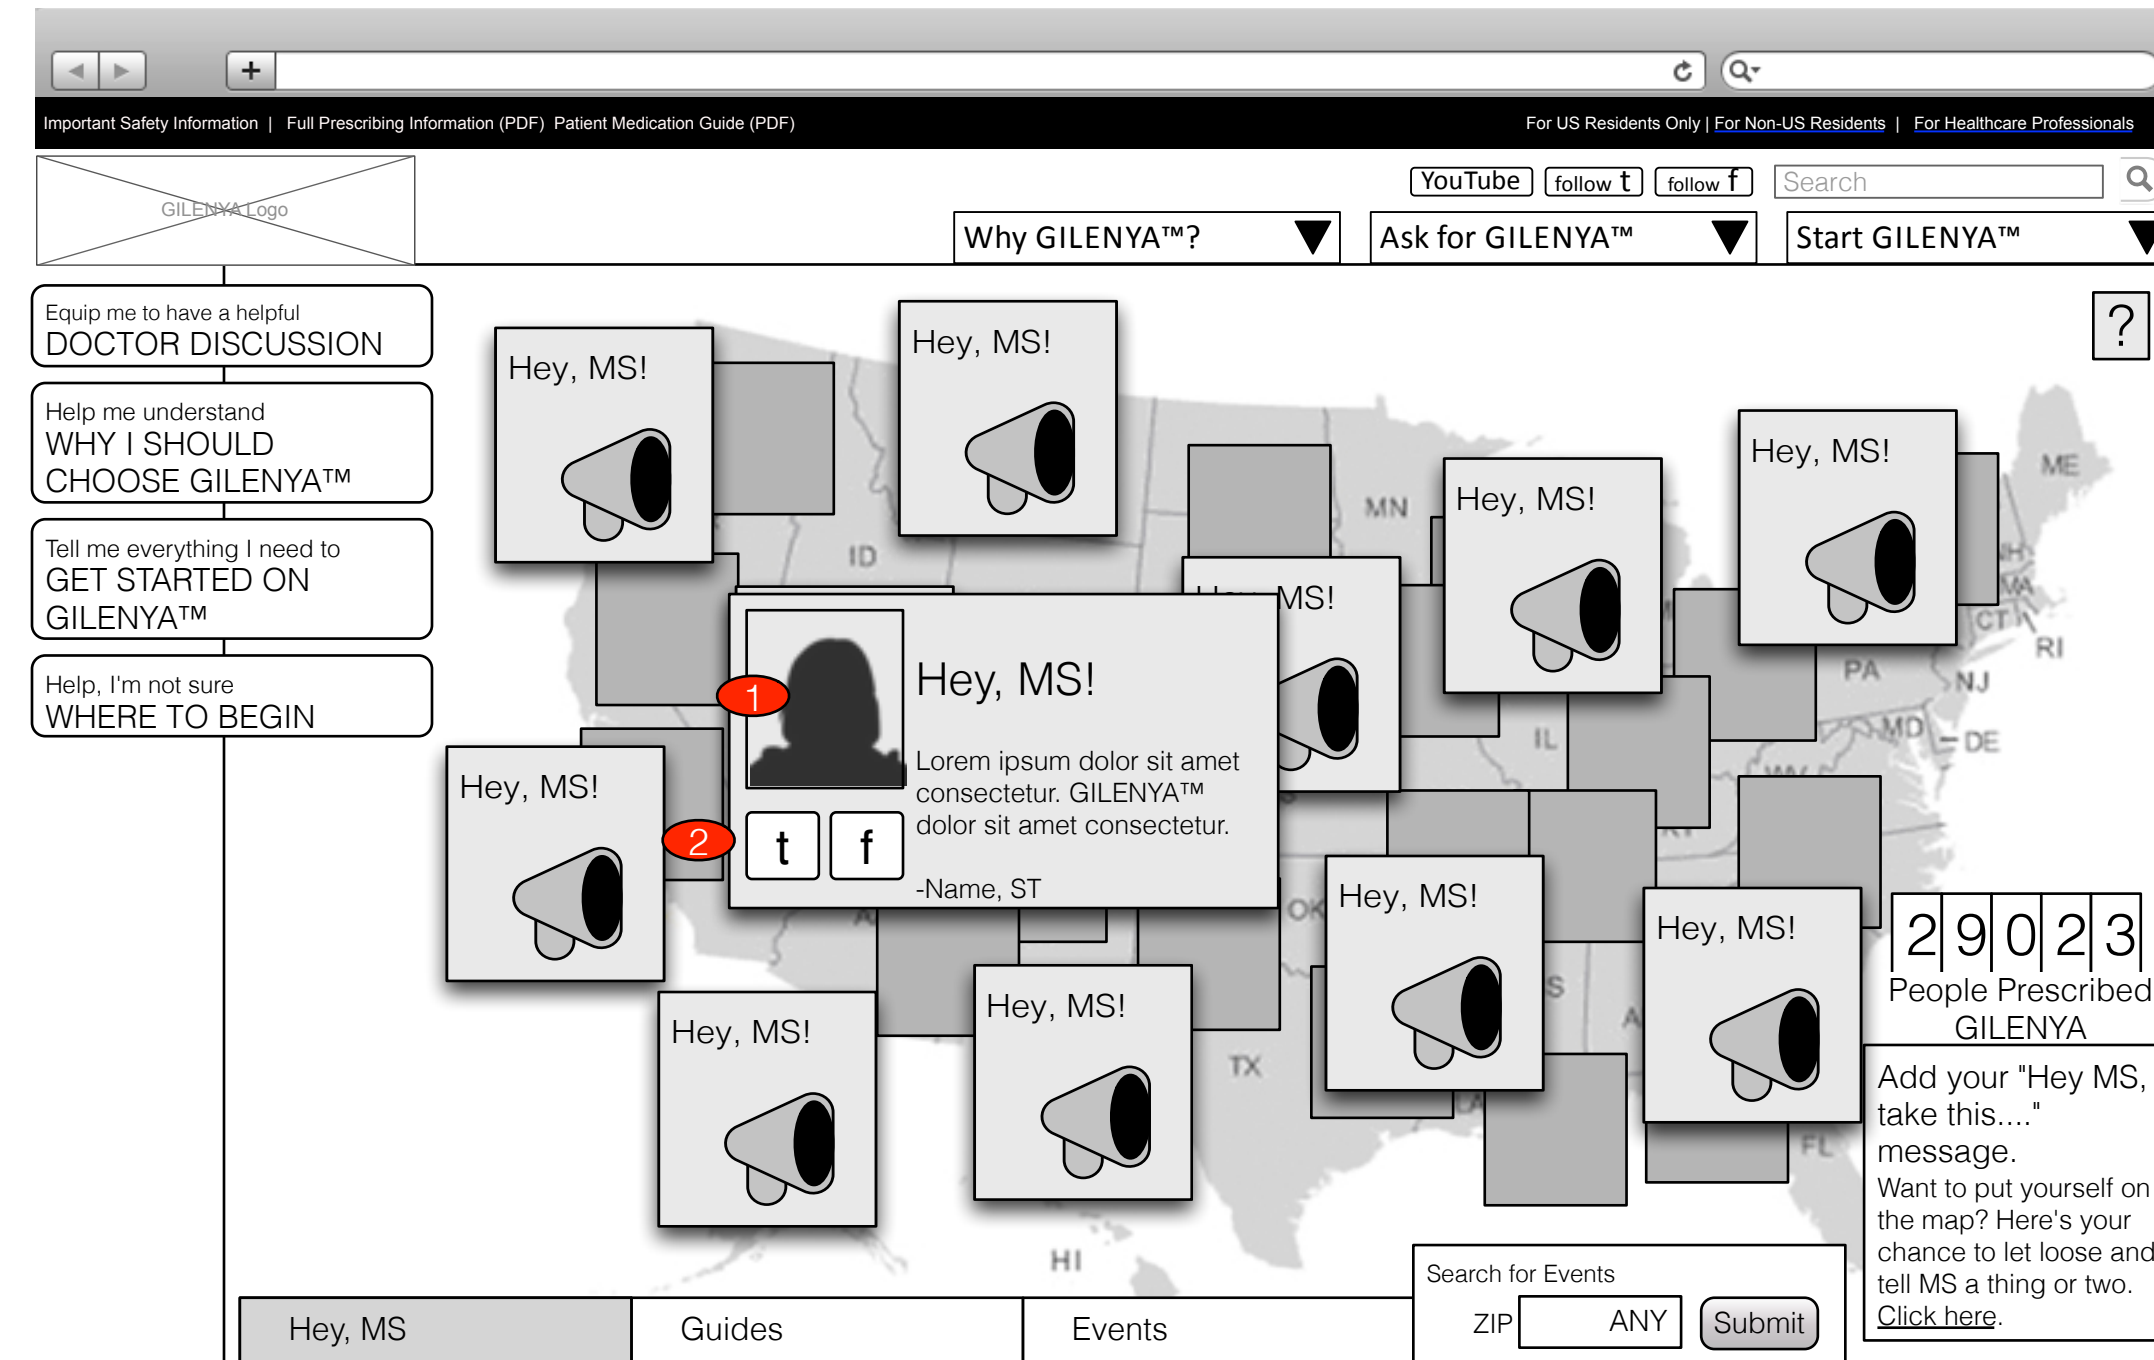 Important Safety Information | Full Prescribing Information (PDF) Patient Medication Guide (PDF)
For US Residents Only | For Non-US Residents | For Healthcare Professionals
GILENYA Logo
YouTube
follow t
follow f
Search
Why GILENYA™?
Ask for GILENYA™
Start GILENYA™
Equip me to have a helpful
DOCTOR DISCUSSION
Help me understand
WHY I SHOULD
CHOOSE GILENYA™
Tell me everything I need to
GET STARTED ON
GILENYA™
Help, I'm not sure
WHERE TO BEGIN
?
Hey, MS!
Hey, MS!
Hey, MS!
Hey, MS!
ME
MN
ID
NH
MA
CT
RI
PA
NJ
MD
DE
IL
WV
KY
MS!
1
Hey, MS!
Lorem ipsum dolor sit amet
consectetur. GILENYA™
dolor sit amet consectetur.
-Name, ST
2
t
f
Hey, MS!
OK
Hey, MS!
Hey, MS!
Hey, MS!
Hey, MS!
TX
LA
FL
HI
29023
People Prescribed
GILENYA
Add your "Hey MS,
take this...."
message.
Want to put yourself on
the map? Here's your
chance to let loose and
tell MS a thing or two.
Click here.
Search for Events
ZIP
ANY
Submit
Hey, MS
Guides
Events